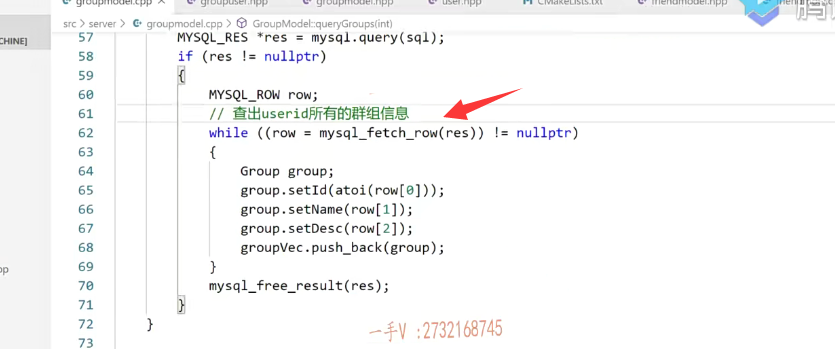 groupmodel.cpp groupuser.hpp groupmodel.hpp user.hpp CMakeLists.txt friendmodel.hpp
src > server > groupmodel.cpp > GroupModel::queryGroups(int)
CHINE]
57 MYSQL_RES *res = mysql.query(sql);
58 if (res != nullptr)
59 {
60 MYSQL_ROW row;
61 // 查出userid所有的群组信息
62 while ((row = mysql_fetch_row(res)) != nullptr)
63 {
64 Group group;
65 group.setId(atoi(row[0]));
66 group.setName(row[1]);
67 group.setDesc(row[2]);
68 groupVec.push_back(group);
69 }
70 mysql_free_result(res);
71 }
72 }
73
pp
一手V :2732168745